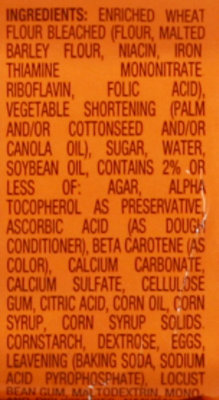 INGREDIENTS: ENRICHED WHEAT
FLOUR BLEACHED (FLOUR, MALTED
BARLEY FLOUR, NIACIN, IRON
THIAMINE MONONITRATE
RIBOFLAVIN, FOLIC ACID),
VEGETABLE SHORTENING (PALM
AND/OR COTTONSEED AND/OR
CANOLA OIL), SUGAR, WATER,
SOYBEAN OIL, CONTAINS 2% OR
LESS OF: AGAR, ALPHA
TOCOPHEROL AS PRESERVATIVE
ASCORBIC ACID (AS DOUGH
CONDITIONER), BETA CAROTENE (AS
COLOR), CALCIUM CARBONATE,
CALCIUM SULFATE, CELLULOSE
GUM, CITRIC ACID, CORN OIL, CORN
SYRUP, CORN SYRUP SOLIDS.
CORNSTARCH, DEXTROSE, EGGS,
LEAVENING (BAKING SODA, SODIUM
ACID PYROPHOSPHATE), LOCUST
BEAN GUM, MALTODEXTRIN, MONO